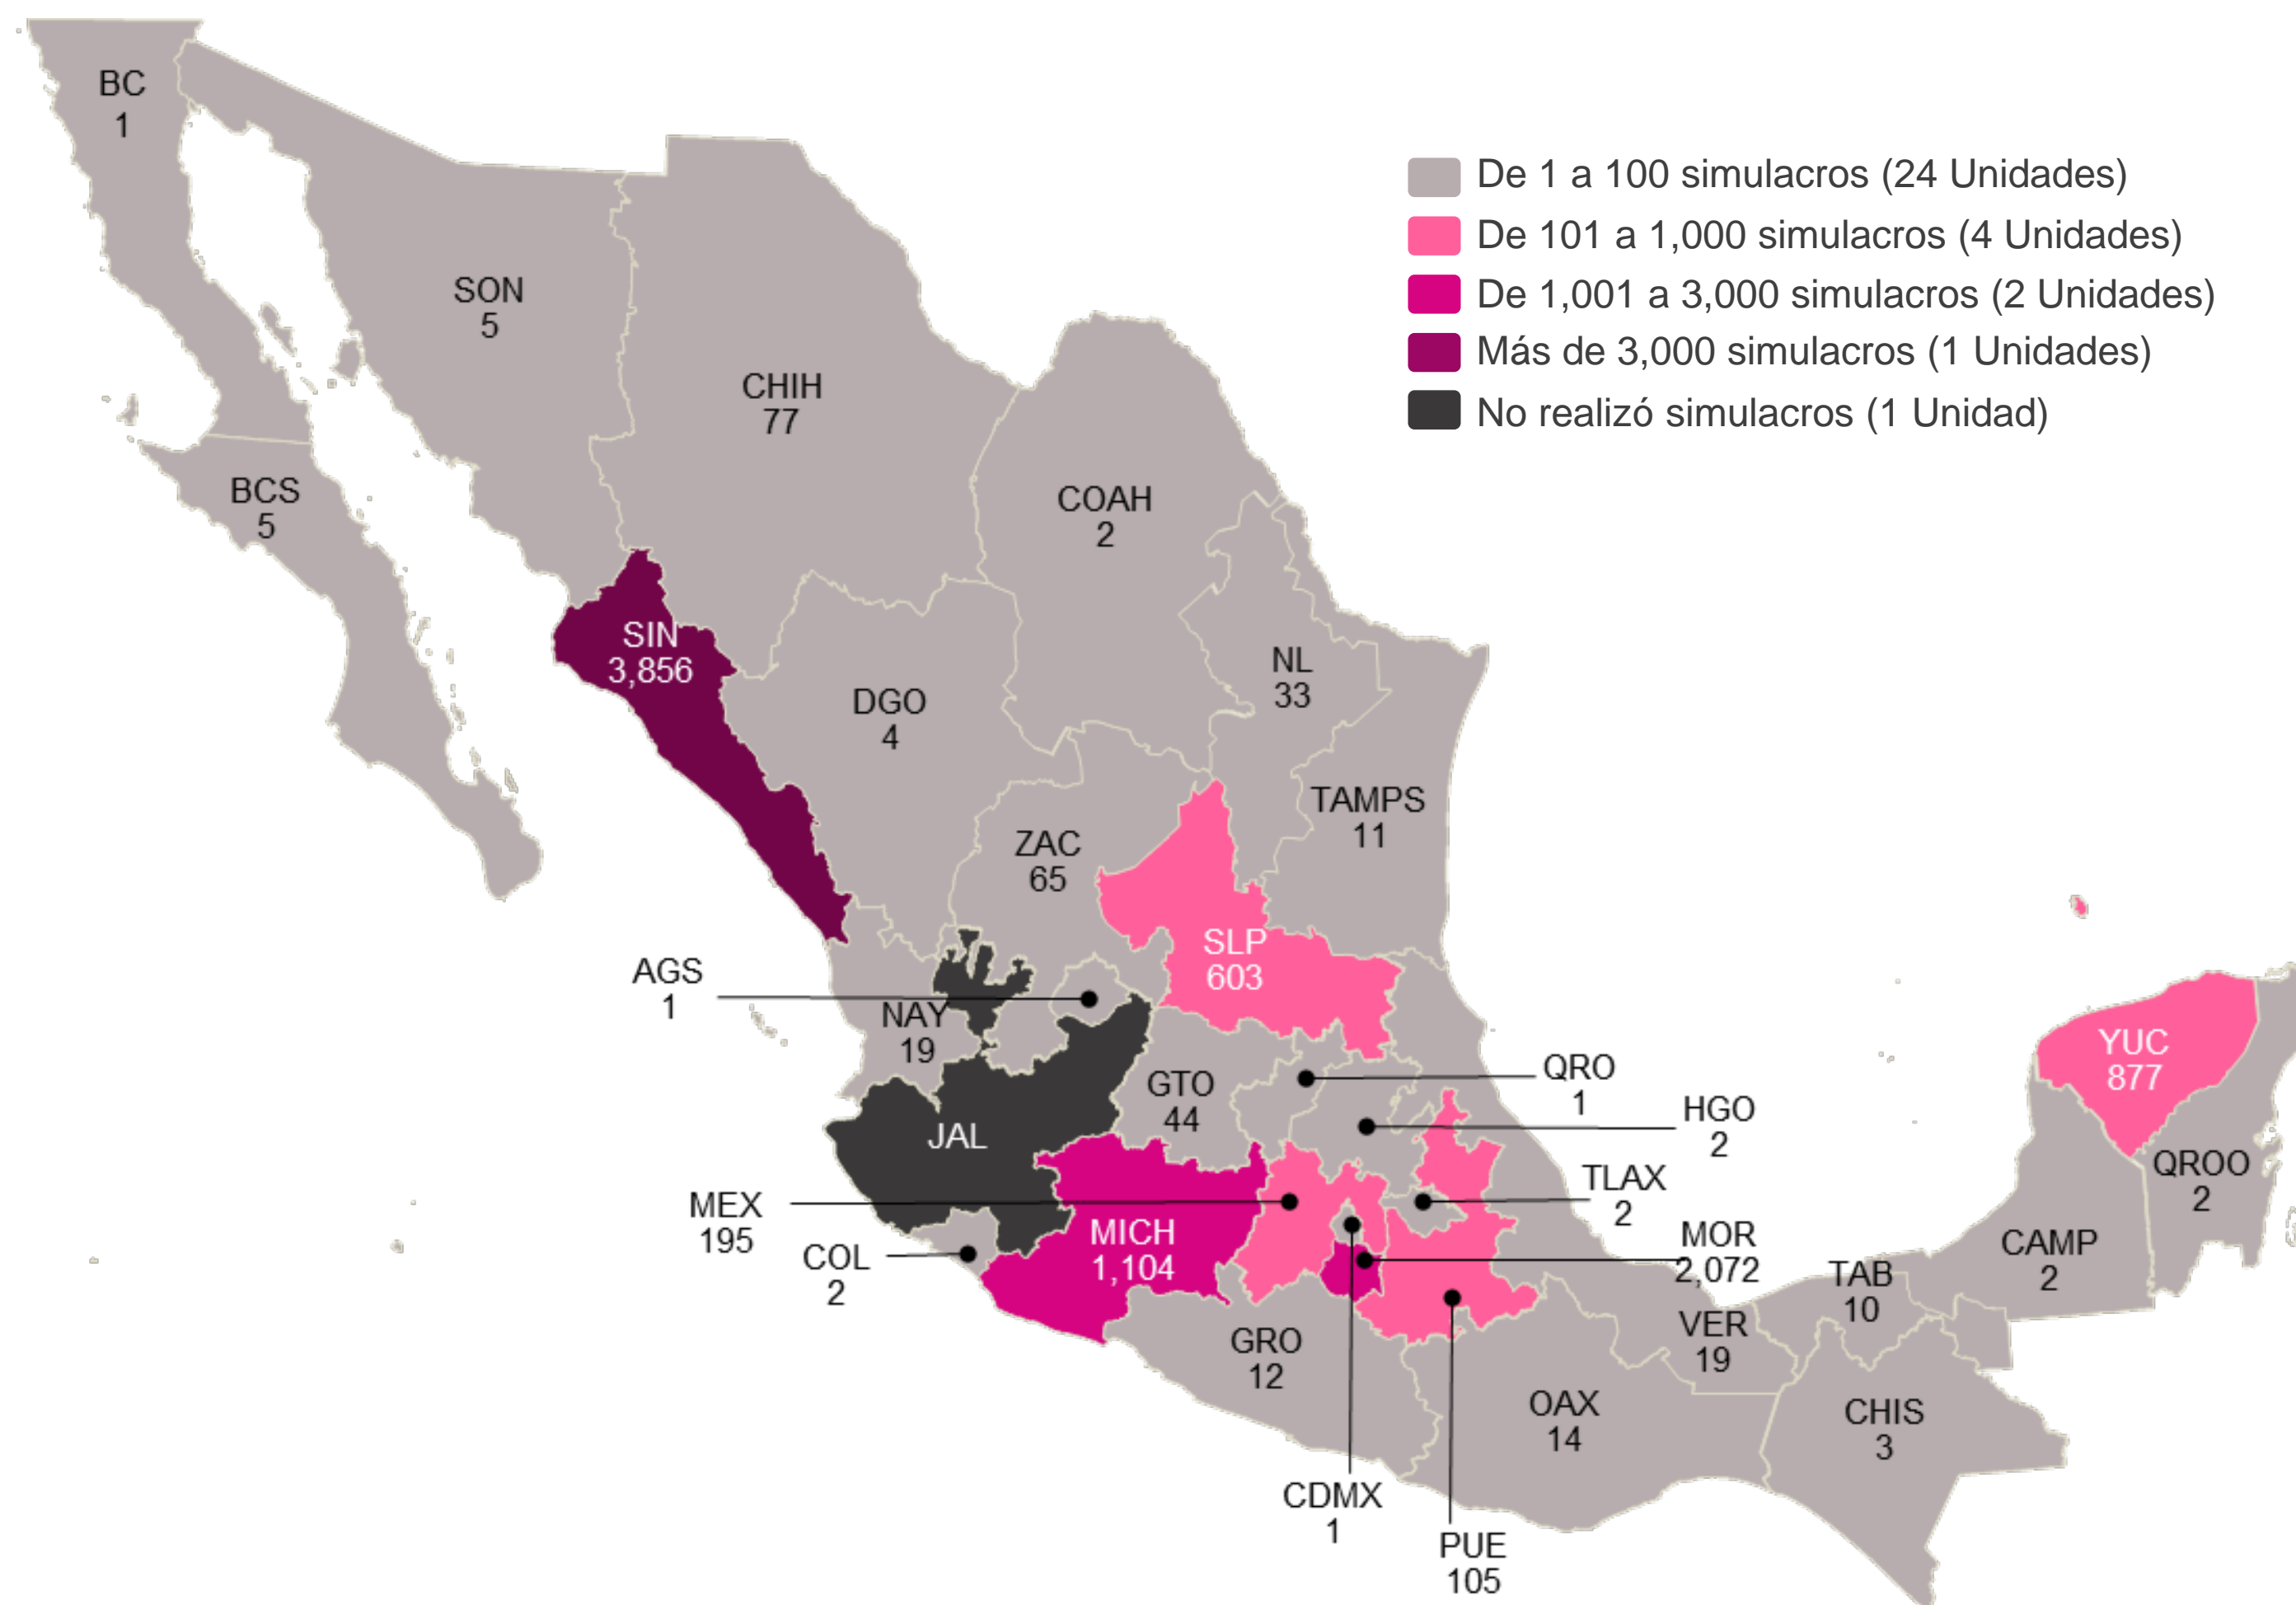 BC
1
De 1 a 100 simulacros (24 Unidades)
De 101 a 1,000 simulacros (4 Unidades)
De 1,001 a 3,000 simulacros (2 Unidades)
Más de 3,000 simulacros (1 Unidades)
No realizó simulacros (1 Unidad)
SON
5
CHIH
77
BCS
5
COAH
2
SIN
3,856
NL
33
DGO
4
TAMPS
11
ZAC
65
SLP
603
AGS
1
NAY
19
YUC
877
GTO
44
QRO
1
HGO
2
JAL
QROO
2
TLAX
2
MEX
195
MICH
1,104
MOR
2,072
CAMP
2
COL
2
TAB
10
GRO
12
VER
19
OAX
14
CHIS
3
CDMX
1
PUE
105